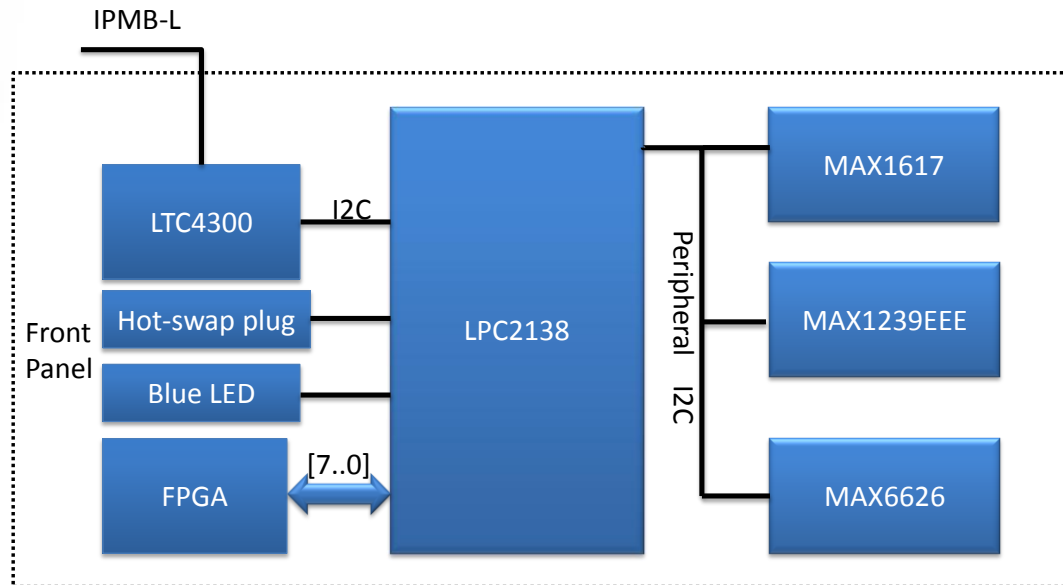 IPMB-L
LTC4300
I2C
LPC2138
MAX1617
Hot-swap plug
Front
Panel
Blue LED
FPGA
[7..0]
Peripheral I2C
MAX1239EEE
MAX6626